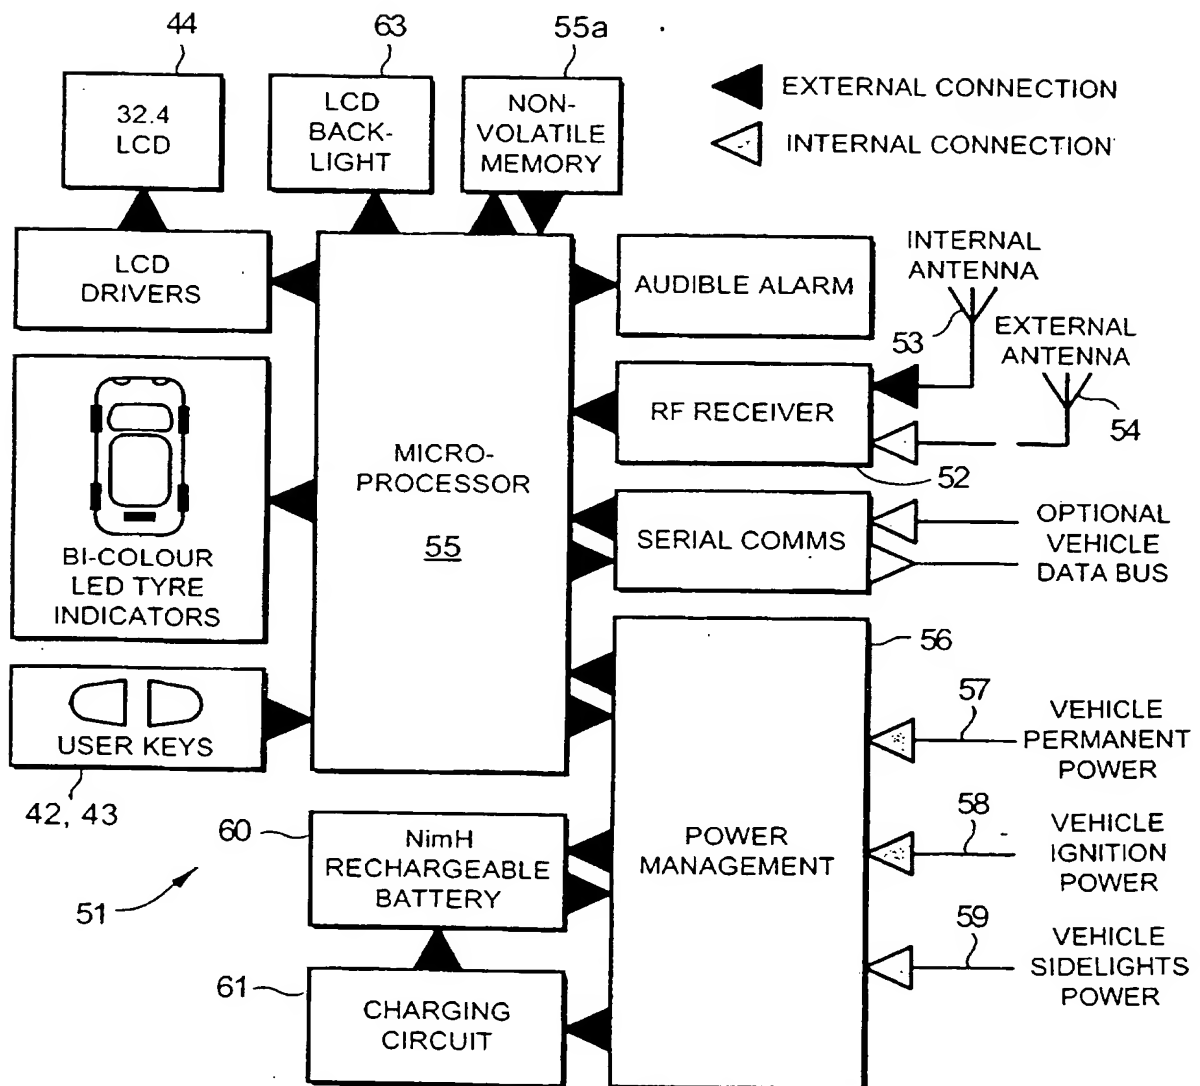 44
63
55a
32.4
LCD
LCD
BACK-
LIGHT
NON-
VOLATILE
MEMORY
EXTERNAL CONNECTION
INTERNAL CONNECTION
LCD
DRIVERS
AUDIBLE ALARM
INTERNAL
ANTENNA
53
EXTERNAL
ANTENNA
54
RF RECEIVER
52
MICRO-
PROCESSOR
55
BI-COLOUR
LED TYRE
INDICATORS
SERIAL COMMS
OPTIONAL
VEHICLE
DATA BUS
USER KEYS
42, 43
56
57
VEHICLE
PERMANENT
POWER
POWER
MANAGEMENT
58
VEHICLE
IGNITION
POWER
59
VEHICLE
SIDELIGHTS
POWER
60
NimH
RECHARGEABLE
BATTERY
51
61
CHARGING
CIRCUIT